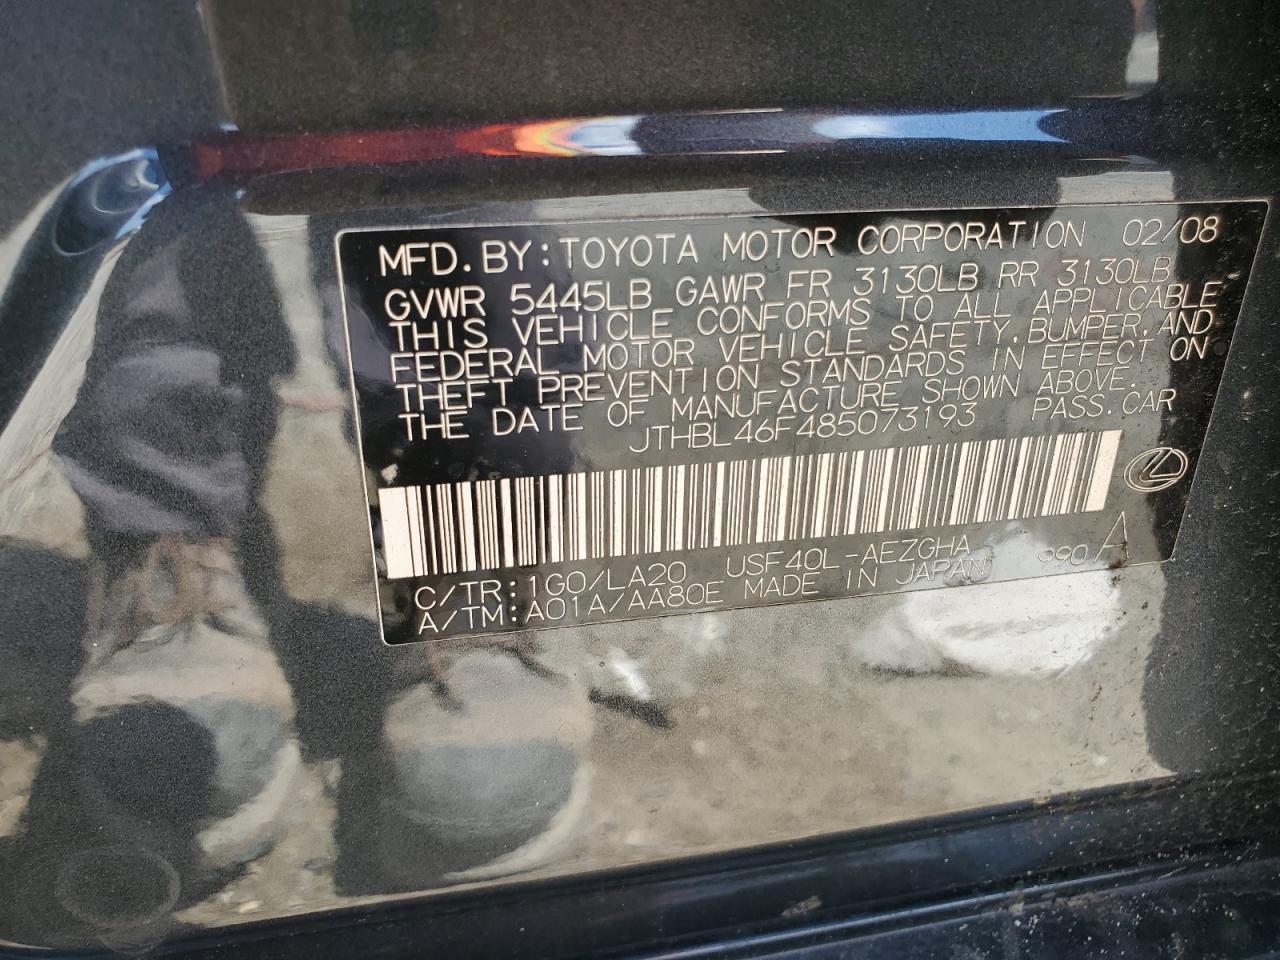 MFD. BY: TOYOTA MOTOR CORPORATION 02/08
GVWR 5445LB GAWR FR 3130LB RR 3130LB
THIS VEHICLE CONFORMS TO ALL APPLICABLE
FEDERAL MOTOR VEHICLE SAFETY, BUMPER, AND
THEFT PREVENTION STANDARDS IN EFFECT ON
THE DATE OF MANUFACTURE SHOWN ABOVE.
JTHBL46F485073193 PASS.CAR
C/TR: 1G0/LA20 USF40L-AEZGHA 990A
A/TM: A01A/AA80E MADE IN JAPAN